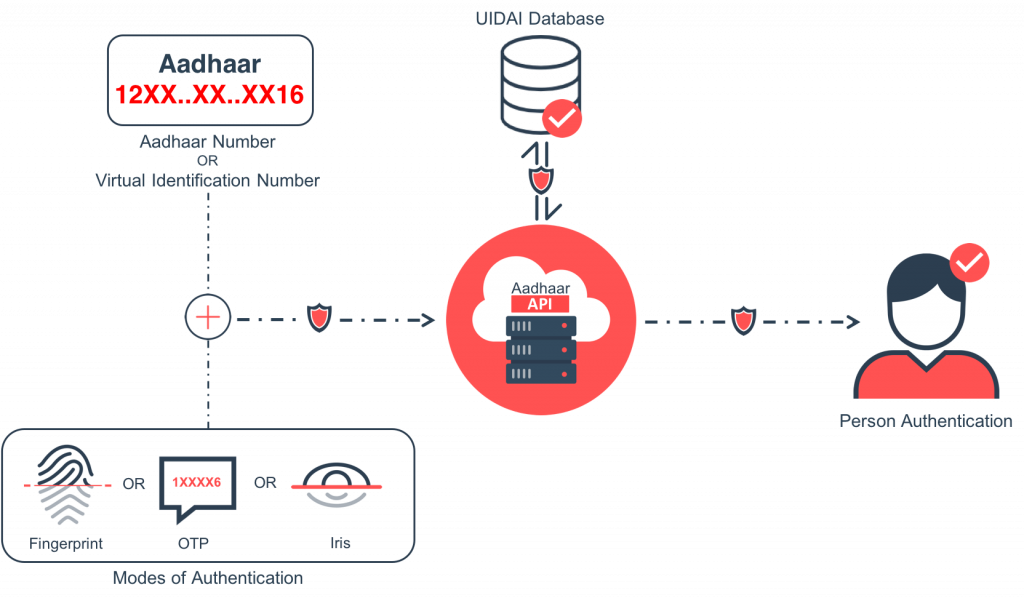 UIDAI Database
Aadhaar
12XX..XX..XX16
Aadhaar Number
OR
Virtual Identification Number
Aadhaar
API
Person Authentication
OR
1XXXX6
OR
Fingerprint
OTP
Iris
Modes of Authentication